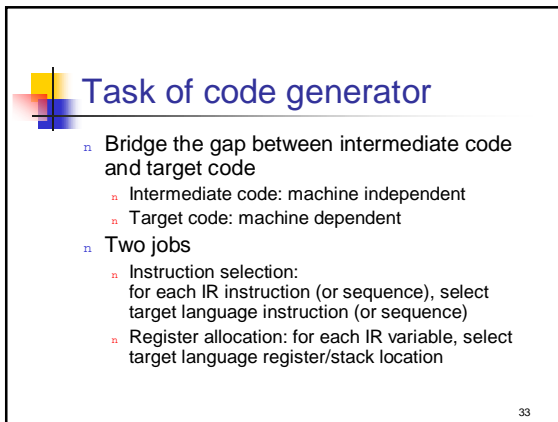 Task of code generator
n Bridge the gap between intermediate code
and target code
n Intermediate code: machine independent
n Target code: machine dependent
n Two jobs
n Instruction selection:
for each IR instruction (or sequence), select
target language instruction (or sequence)
n Register allocation: for each IR variable, select
target language register/stack location
33